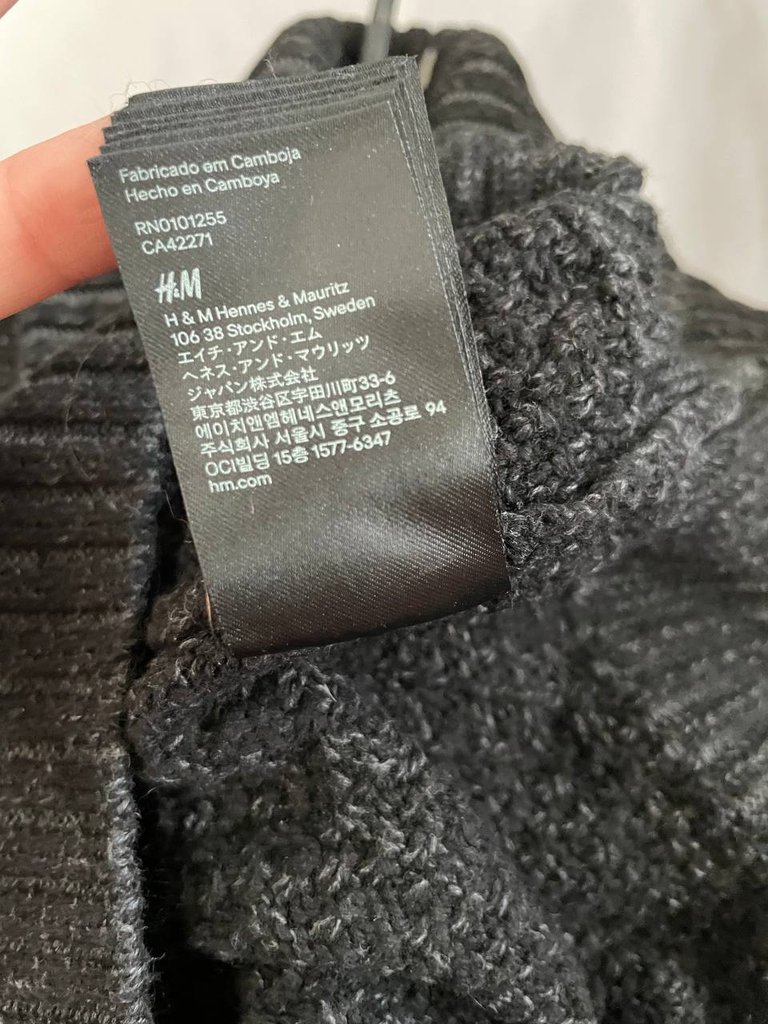 Fabricado em Camboja
Hecho en Camboya
RN0101255
CA42271
H&M
H & M Hennes & Mauritz
106 38 Stockholm, Sweden
エイチ・アンド・エム
ヘネス・アンド・マウリッツ
ジャパン株式会社
東京都渋谷区宇田川町33-6
에이치앤엠헤네스앤모리츠
주식회사 서울시 중구 소공로 94
OCI빌딩 15층 1577-6347
hm.com